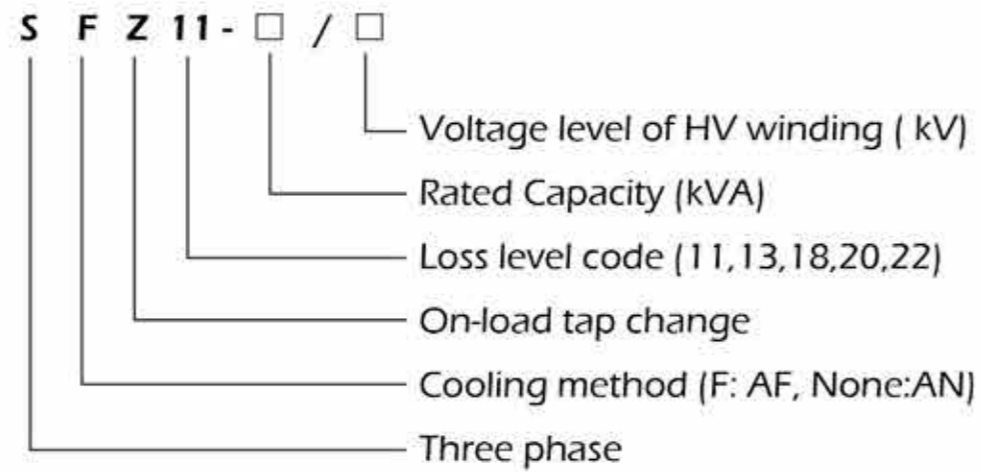 S F Z 11 - □ / □
Voltage level of HV winding ( kV)
Rated Capacity (kVA)
Loss level code (11,13,18,20,22)
On-load tap change
Cooling method (F: AF, None:AN)
Three phase